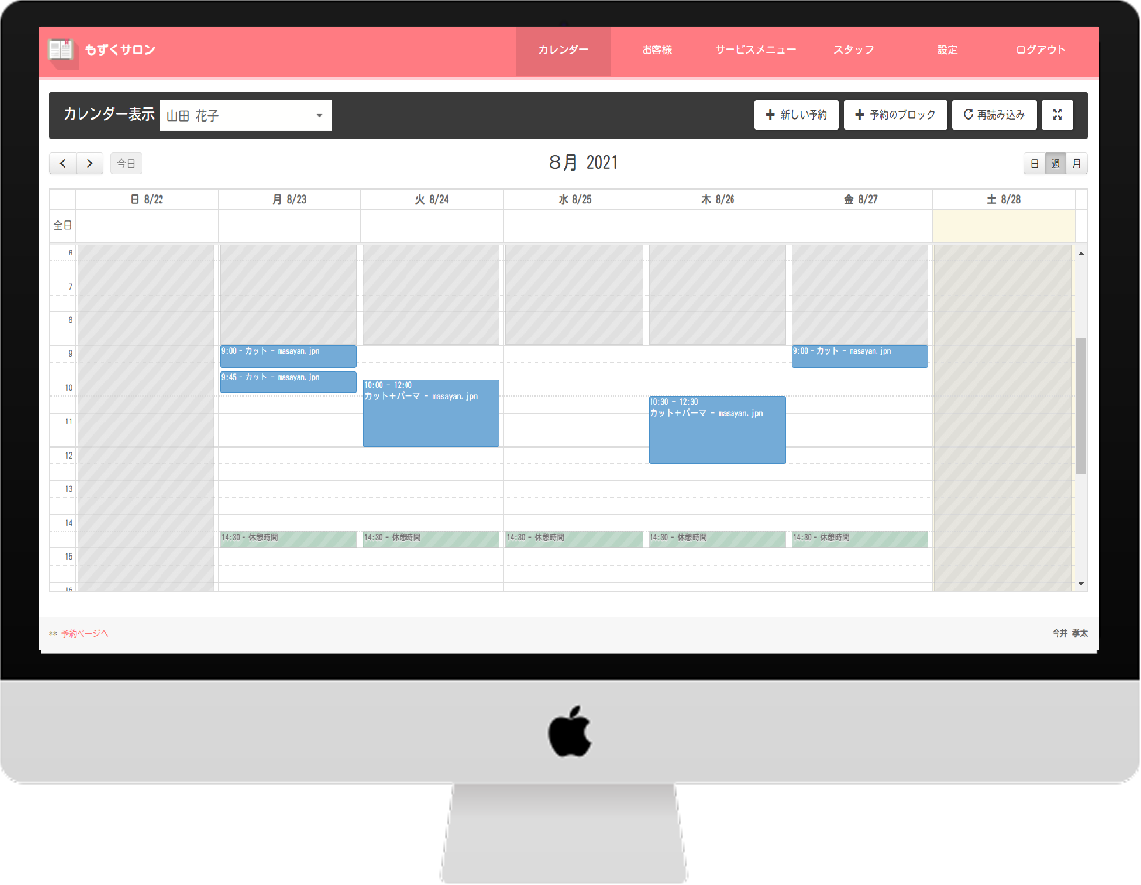 もずくサロン
カレンダー
お客様
サービスメニュー
スタッフ
設定
ログアウト
カレンダー表示
山田 花子
新しい予約
予約のブロック
再読み込み
今日
8月 2021
日
週
月
日 8/22
月 8/23
火 8/24
水 8/25
木 8/26
金 8/27
土 8/28
全日
6
7
8
9
9:00 - カット - masayan.jpn
9:00 - カット - masayan.jpn
9:45 - カット - masayan.jpn
10
10:00 - 12:00
カット+パーマ - masayan.jpn
10:30 - 12:30
カット+パーマ - masayan.jpn
11
12
13
14
14:30 - 休憩時間
14:30 - 休憩時間
14:30 - 休憩時間
14:30 - 休憩時間
14:30 - 休憩時間
15
16
** 予約ページへ
今井 孝太